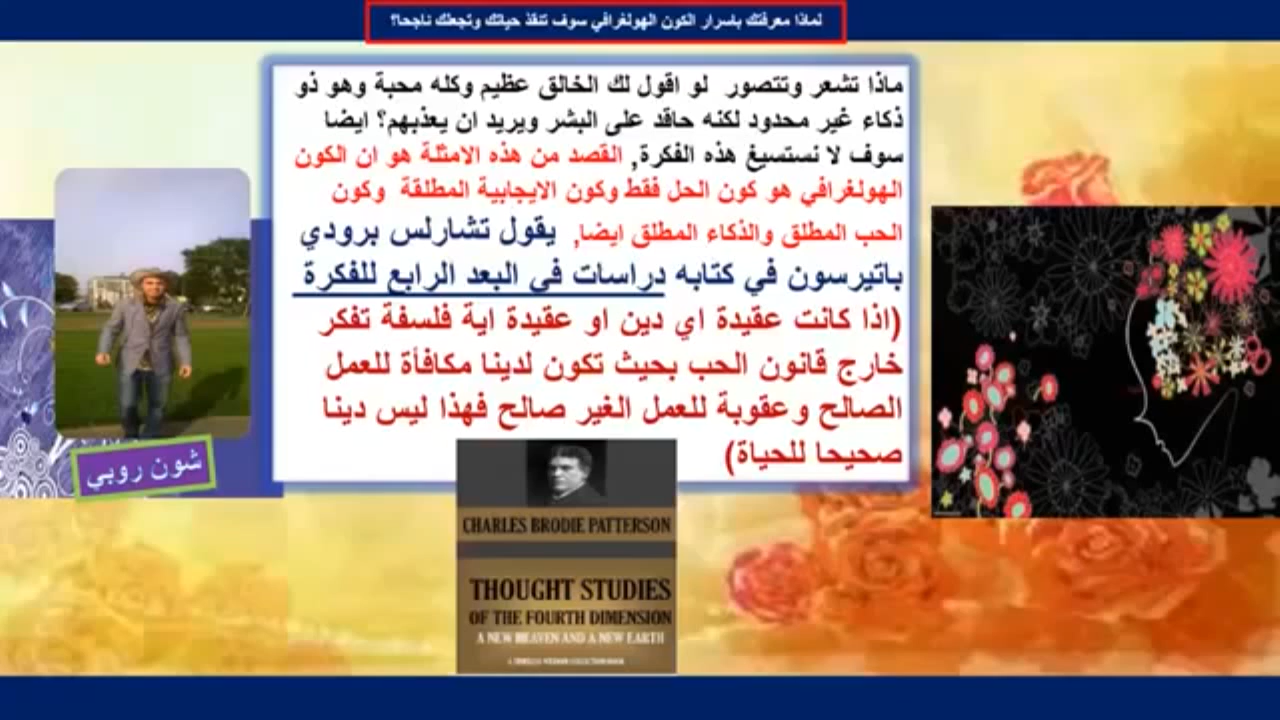 لماذا معرفتك باسرار الكون الهولغرافي سوف تنقذ حياتك وتجعلك ناجحا؟
ماذا تشعر وتتصور لو اقول لك الخالق عظيم وكله محبة وهو ذو
ذكاء غير محدود لكنه حاقد على البشر ويريد ان يعذبهم؟ ايضا
سوف لا نستسيغ هذه الفكرة, القصد من هذه الامثلة هو ان الكون
الهولغرافي هو كون الحل فقط وكون الايجابية المطلقة وكون
الحب المطلق والذكاء المطلق ايضا, يقول تشارلس برودي
باتيرسون في كتابه دراسات في البعد الرابع للفكرة
(اذا كانت عقيدة اي دين او عقيدة اية فلسفة تفكر
خارج قانون الحب بحيث تكون لدينا مكافأة للعمل
الصالح وعقوبة للعمل الغير صالح فهذا ليس دينا
صحيحا للحياة)
شون روبي
CHARLES BRODIE PATTERSON
THOUGHT STUDIES
OF THE FOURTH DIMENSION
A NEW HEAVEN AND A NEW EARTH